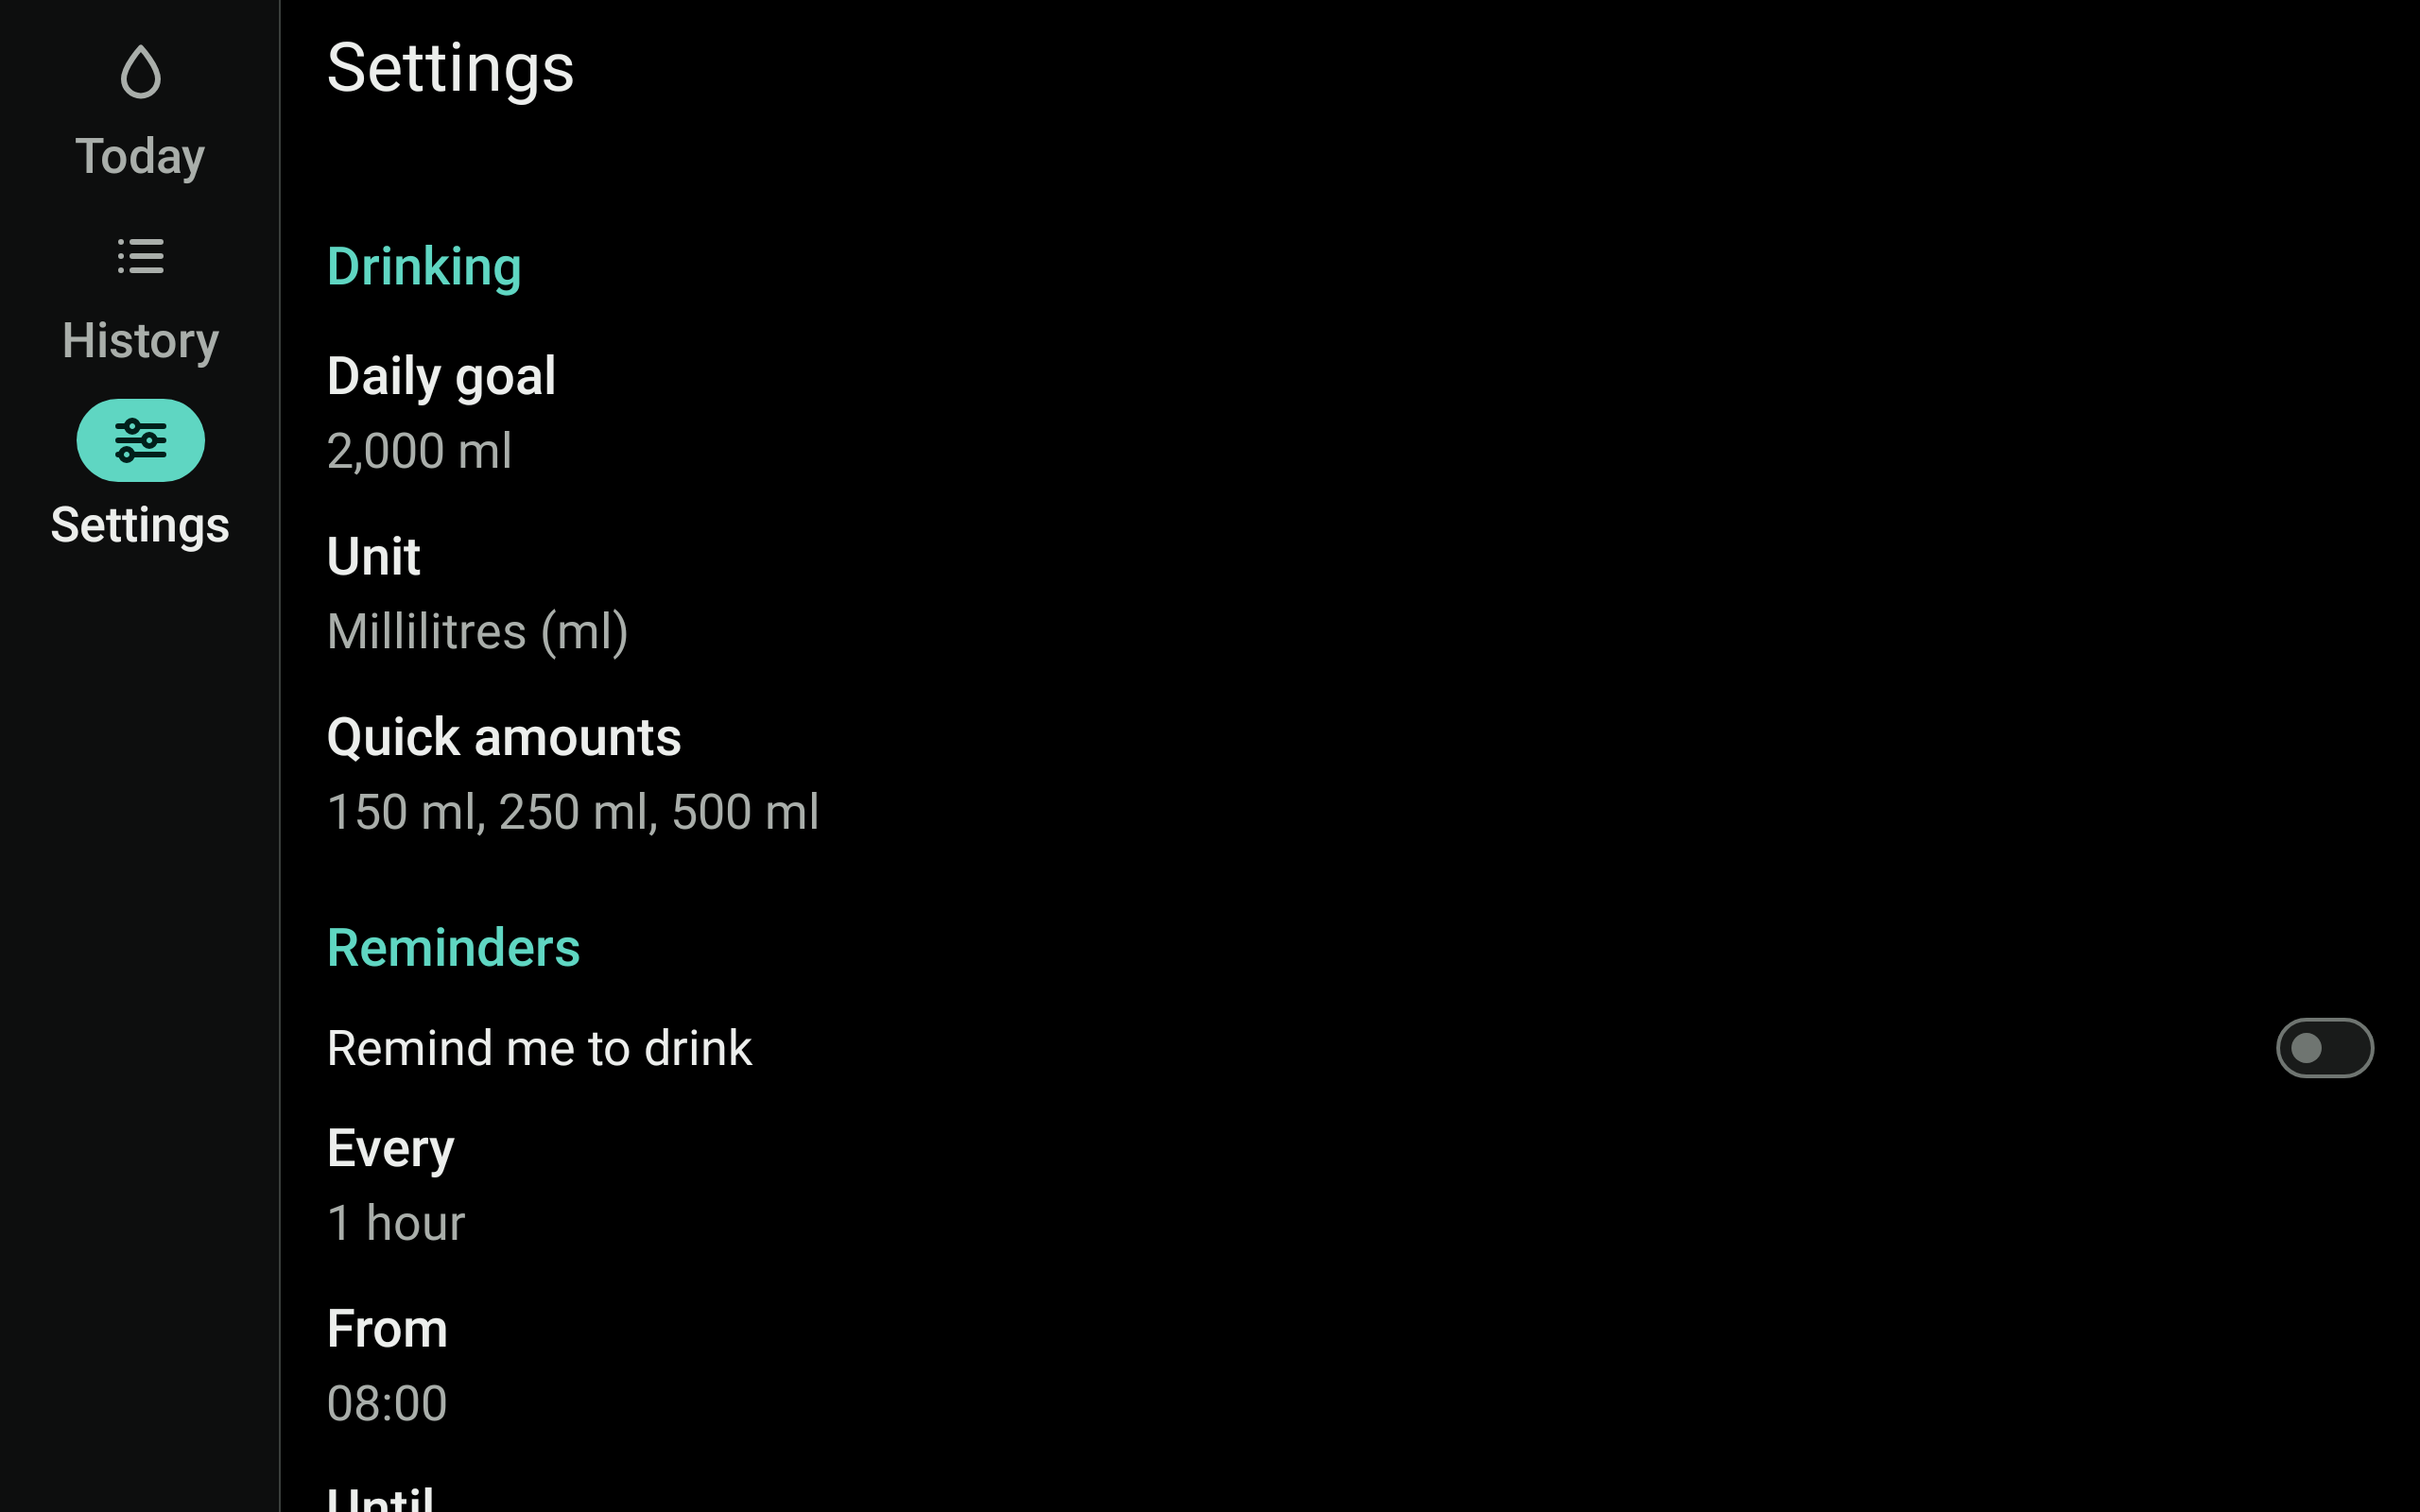 Today
History
Settings
Settings
Drinking
Daily goal
2,000 ml
Unit
Millilitres (ml)
Quick amounts
150 ml, 250 ml, 500 ml
Reminders
Remind me to drink
Every
1 hour
From
08:00
Until